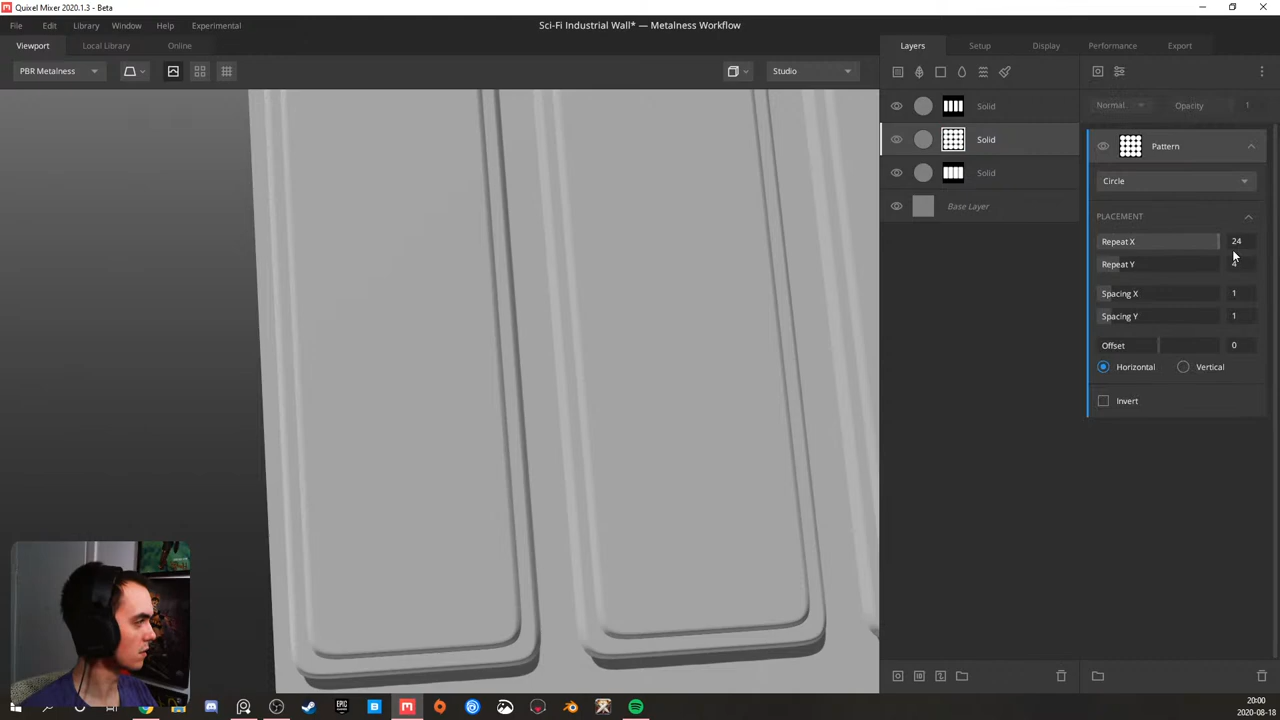 Quixel Mixer 2020.1.3 - Beta
File Edit Library Window Help Experimental
Sci-Fi Industrial Wall* — Metalness Workflow
Viewport Local Library Online
Layers Setup Display Performance Export
PBR Metalness
Studio
Normal Opacity 1
Solid
Solid
Solid
Base Layer
Pattern
Circle
PLACEMENT
Repeat X 24
Repeat Y 4
Spacing X 1
Spacing Y 1
Offset 0
Horizontal Vertical
Invert
EPIC
20:00
2020-08-18